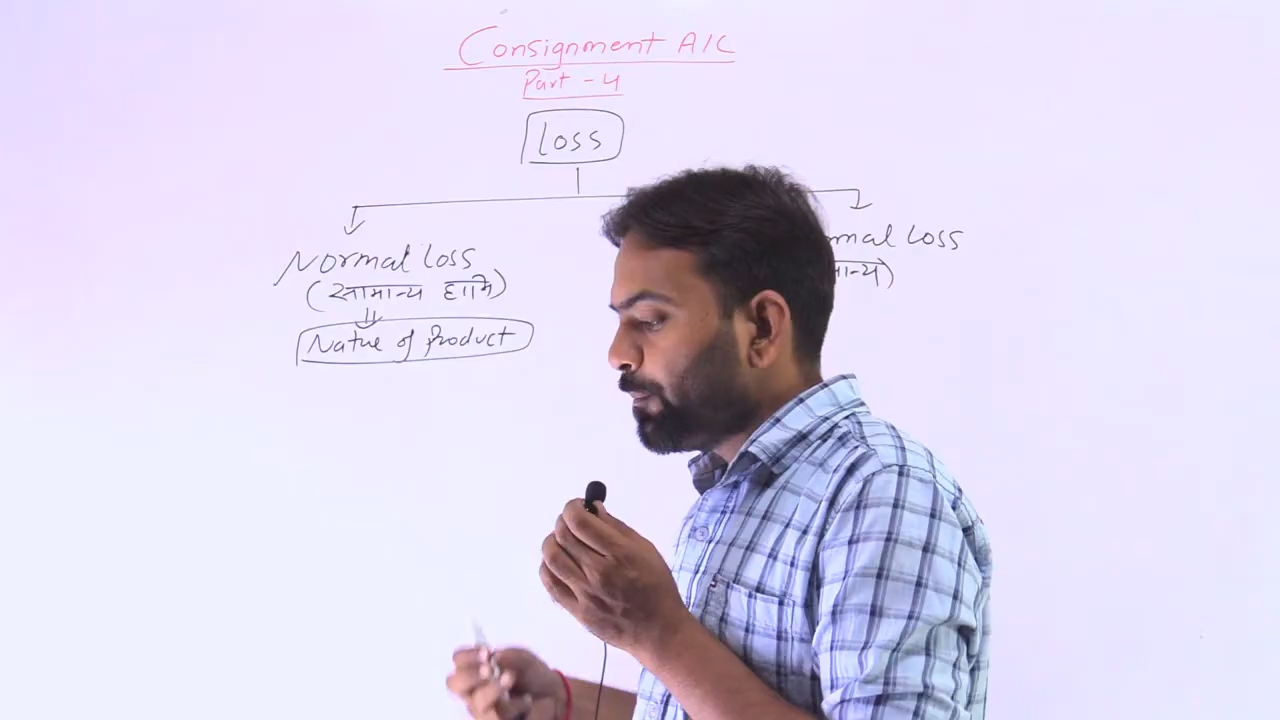 Consignment A/C
Part - 4
Loss
Normal Loss
mal Loss
(सामान्य हानि)
मान्य)
Natue of Product